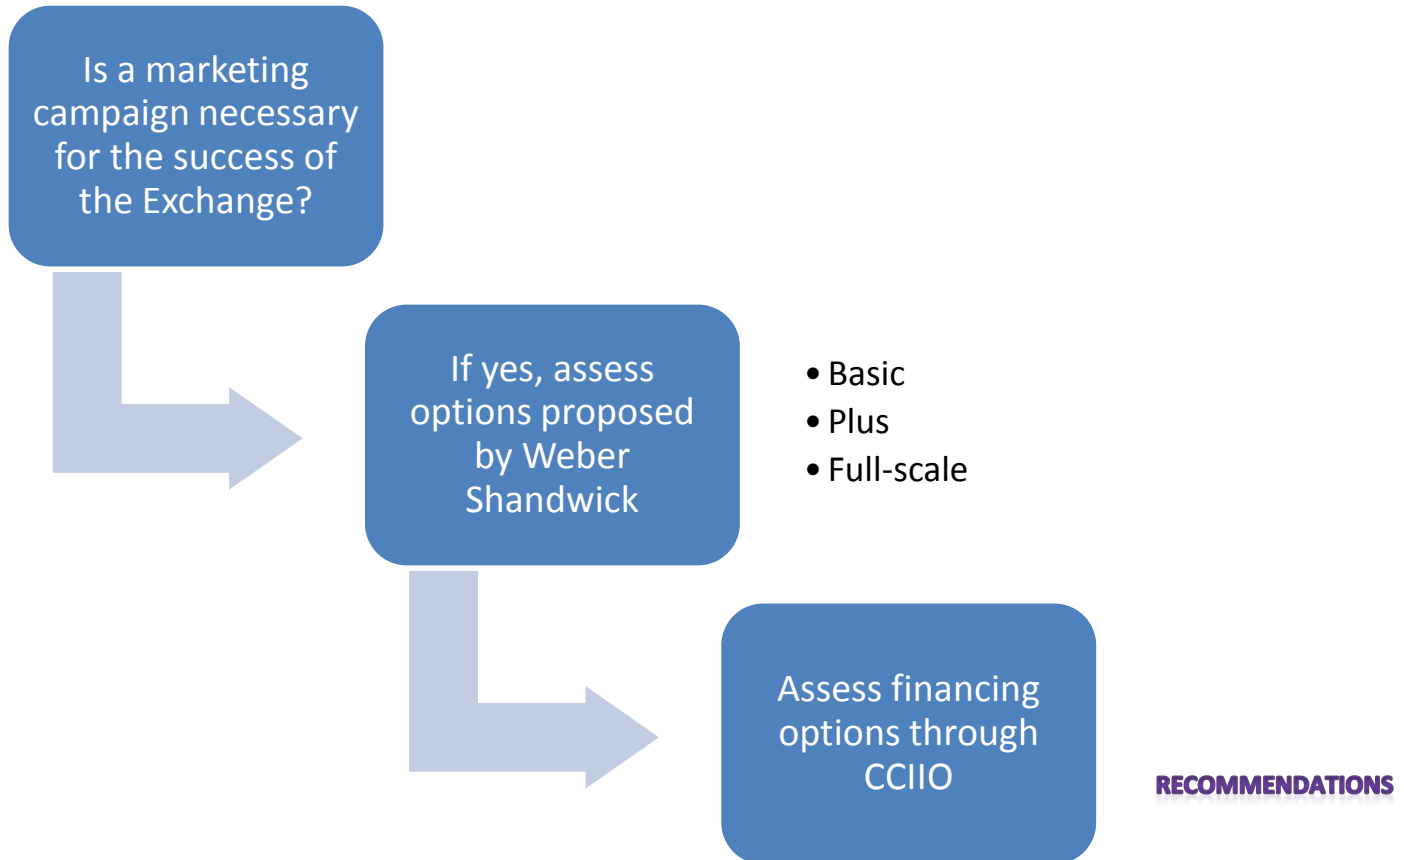 Is a marketing
campaign necessary
for the success of
the Exchange?
If yes, assess
options proposed
by Weber
Shandwick
• Basic
• Plus
• Full-scale
Assess financing
options through
CCIIO
RECOMMENDATIONS